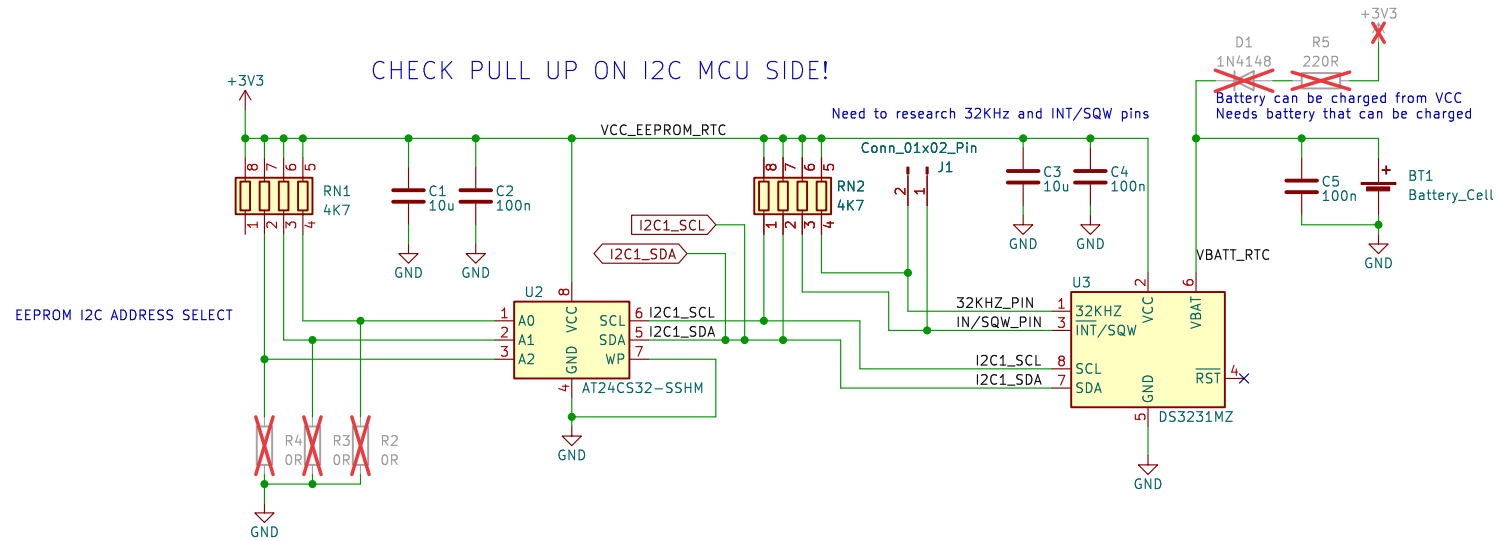 +3V3
D1
R5
1N4148
220R
CHECK PULL UP ON I2C MCU SIDE!
+3V3
Battery can be charged from VCC
Needs battery that can be charged
Need to research 32KHz and INT/SQW pins
VCC_EEPROM_RTC
Conn_01x02_Pin
J1
8 7 6 5
RN1
4K7
1 2 3 4
C1
10u
C2
100n
8 7 6 5
RN2
4K7
1 2 3 4
2 1
C3
10u
C4
100n
C5
100n
BT1
Battery_Cell
GND
GND
GND
GND
GND
I2C1_SCL
I2C1_SDA
VBATT_RTC
EEPROM I2C ADDRESS SELECT
U2
8
VCC
1 A0
2 A1
3 A2
SCL 6
SDA 5
WP 7
GND
4
AT24CS32-SSHM
I2C1_SCL
I2C1_SDA
GND
U3
2
VCC
6
VBAT
32KHZ_PIN
1 32KHZ
IN/SQW_PIN
3 INT/SQW
I2C1_SCL
8 SCL
I2C1_SDA
7 SDA
RST 4
GND
5
DS3231MZ
GND
R4
0R
R3
0R
R2
0R
GND